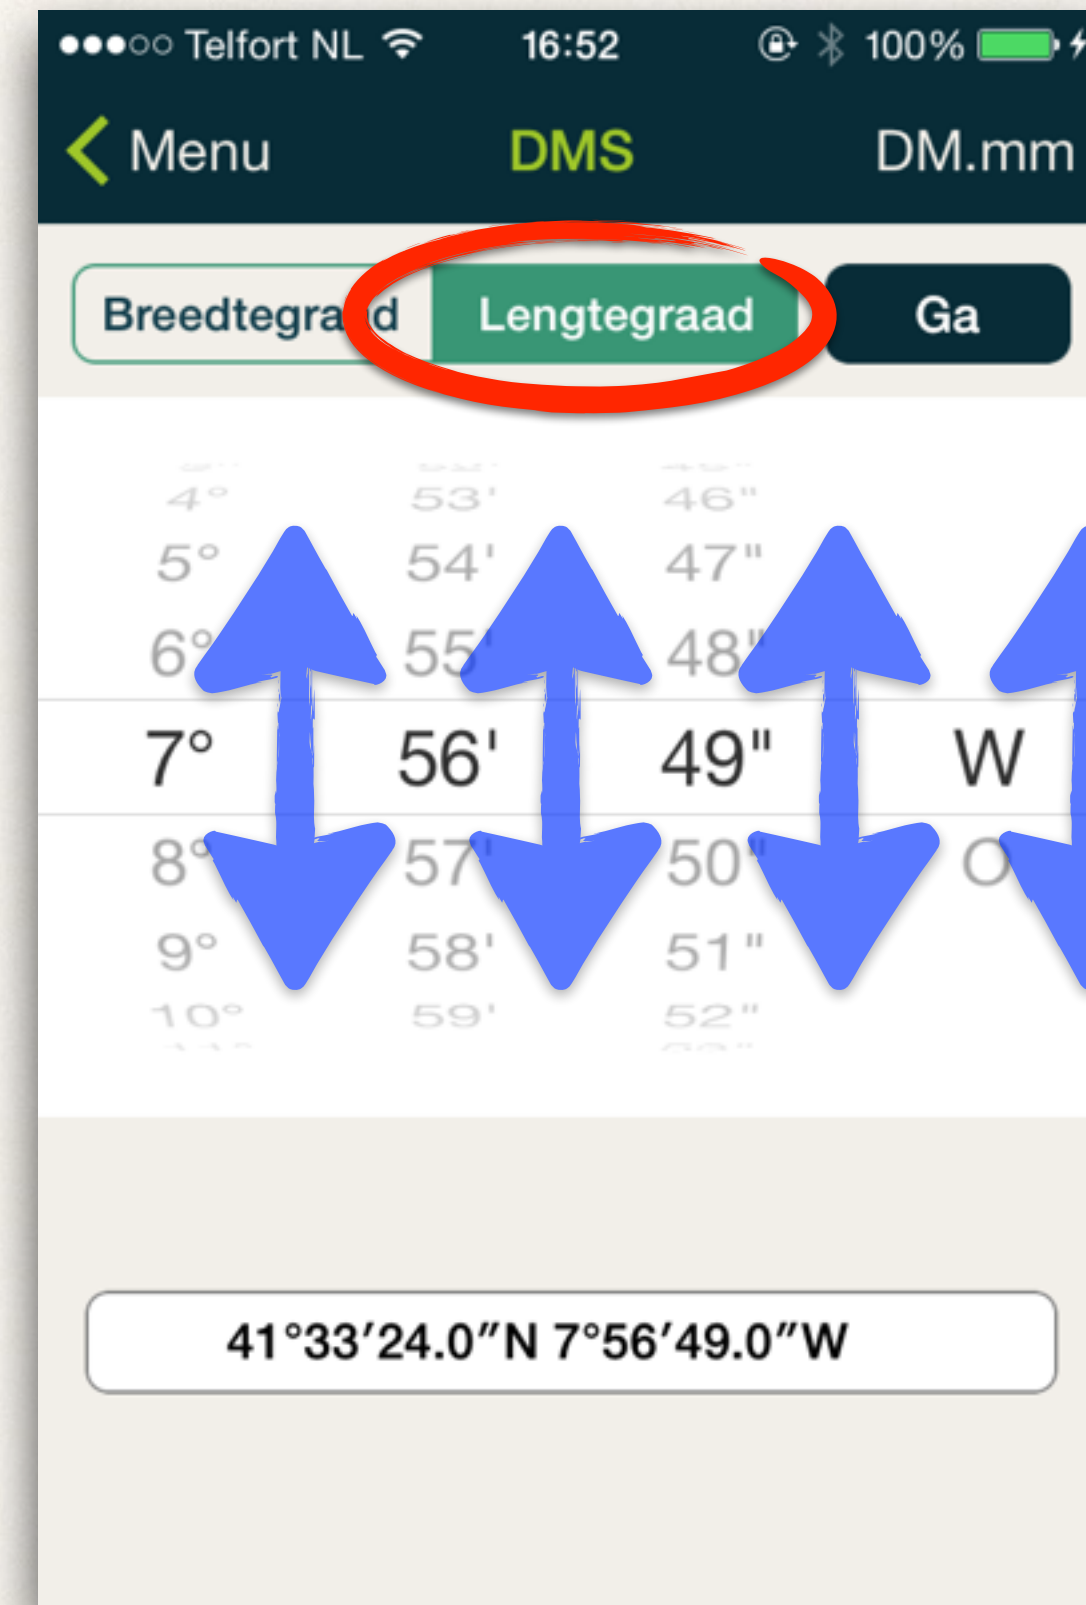 Telfort NL 16:52 100%
Menu DMS DM.mm
Breedtegraad Lengtegraad Ga
4° 53' 46"
5° 54' 47"
6° 55' 48"
7° 56' 49" W
8° 57' 50" O
9° 58' 51"
10° 59' 52"
41°33′24.0″N 7°56′49.0″W